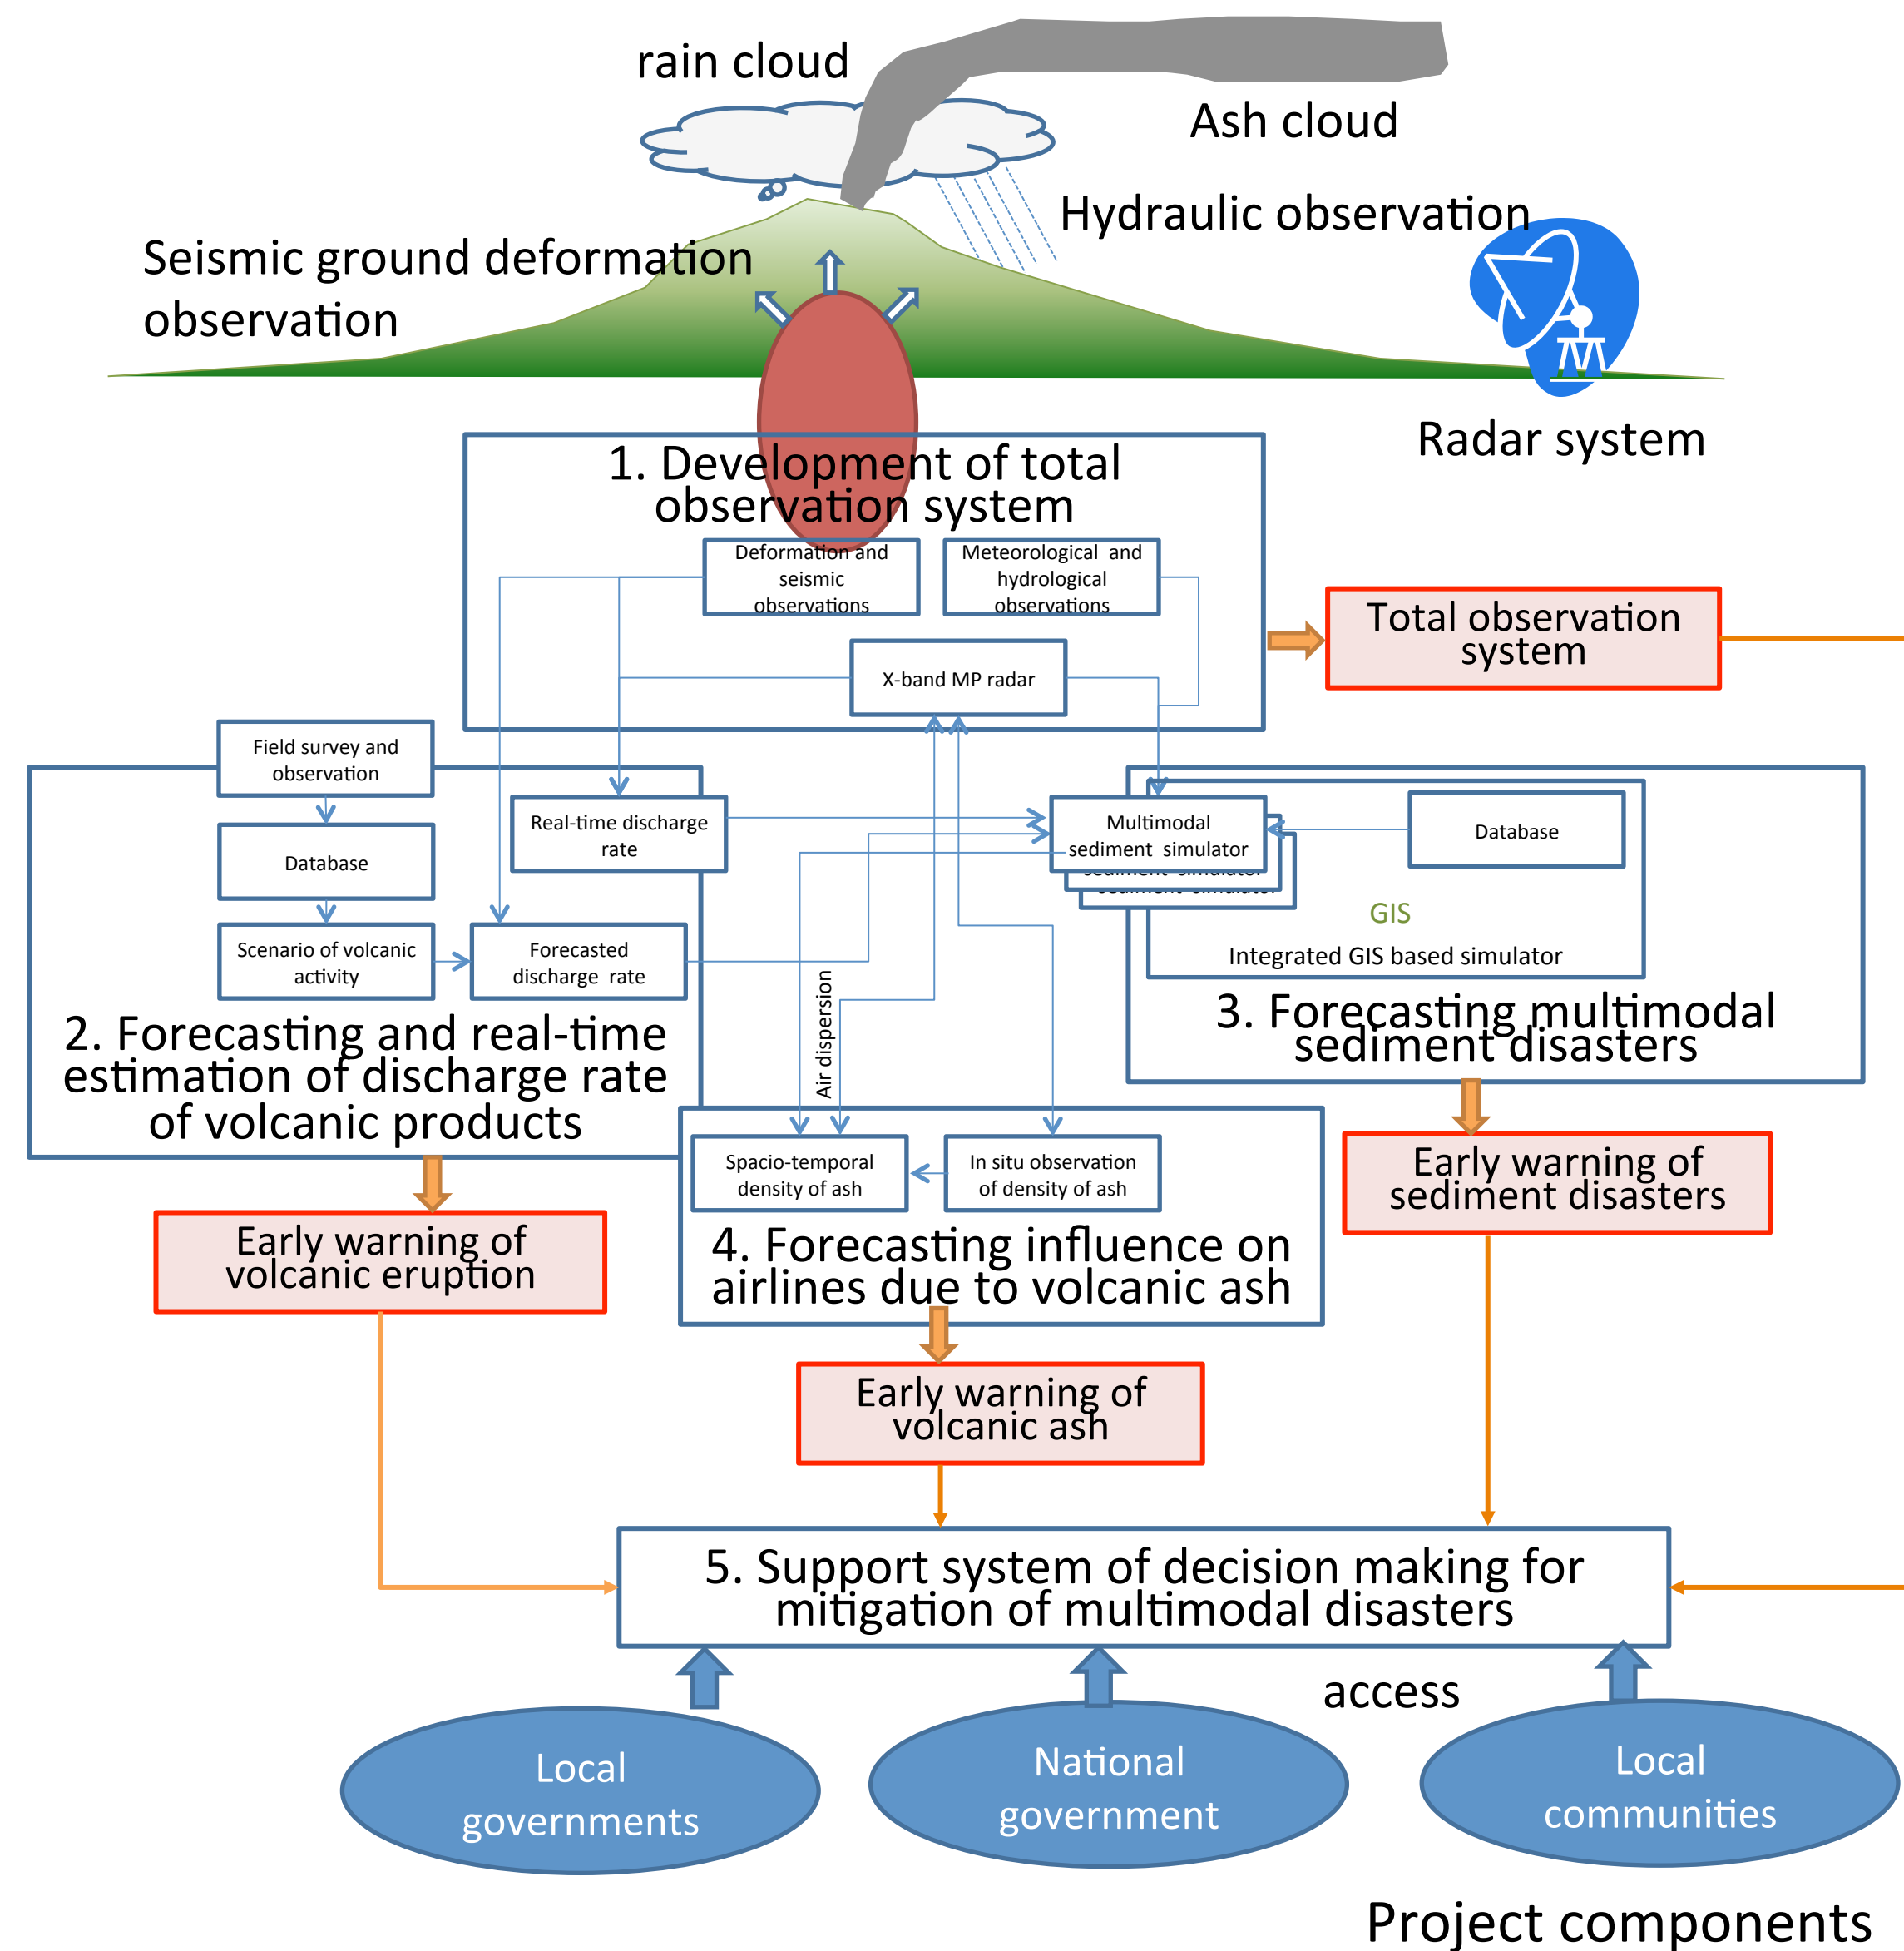 rain cloud
Ash cloud
Hydraulic observation
Seismic ground deformation
observation
Radar system
1. Development of total
observation system
Deformation and
seismic
observations
Meteorological and
hydrological
observations
X-band MP radar
Total observation
system
Field survey and
observation
Database
Scenario of volcanic
activity
Real-time discharge
rate
Forecasted
discharge rate
2. Forecasting and real-time
estimation of discharge rate
of volcanic products
Multimodal
sediment simulator
sediment simulator
sediment simulator
Database
GIS
Integrated GIS based simulator
3. Forecasting multimodal
sediment disasters
Air dispersion
Spacio-temporal
density of ash
In situ observation
of density of ash
4. Forecasting influence on
airlines due to volcanic ash
Early warning of
volcanic eruption
Early warning of
sediment disasters
Early warning of
volcanic ash
5. Support system of decision making for
mitigation of multimodal disasters
access
Local
governments
National
government
Local
communities
Project components